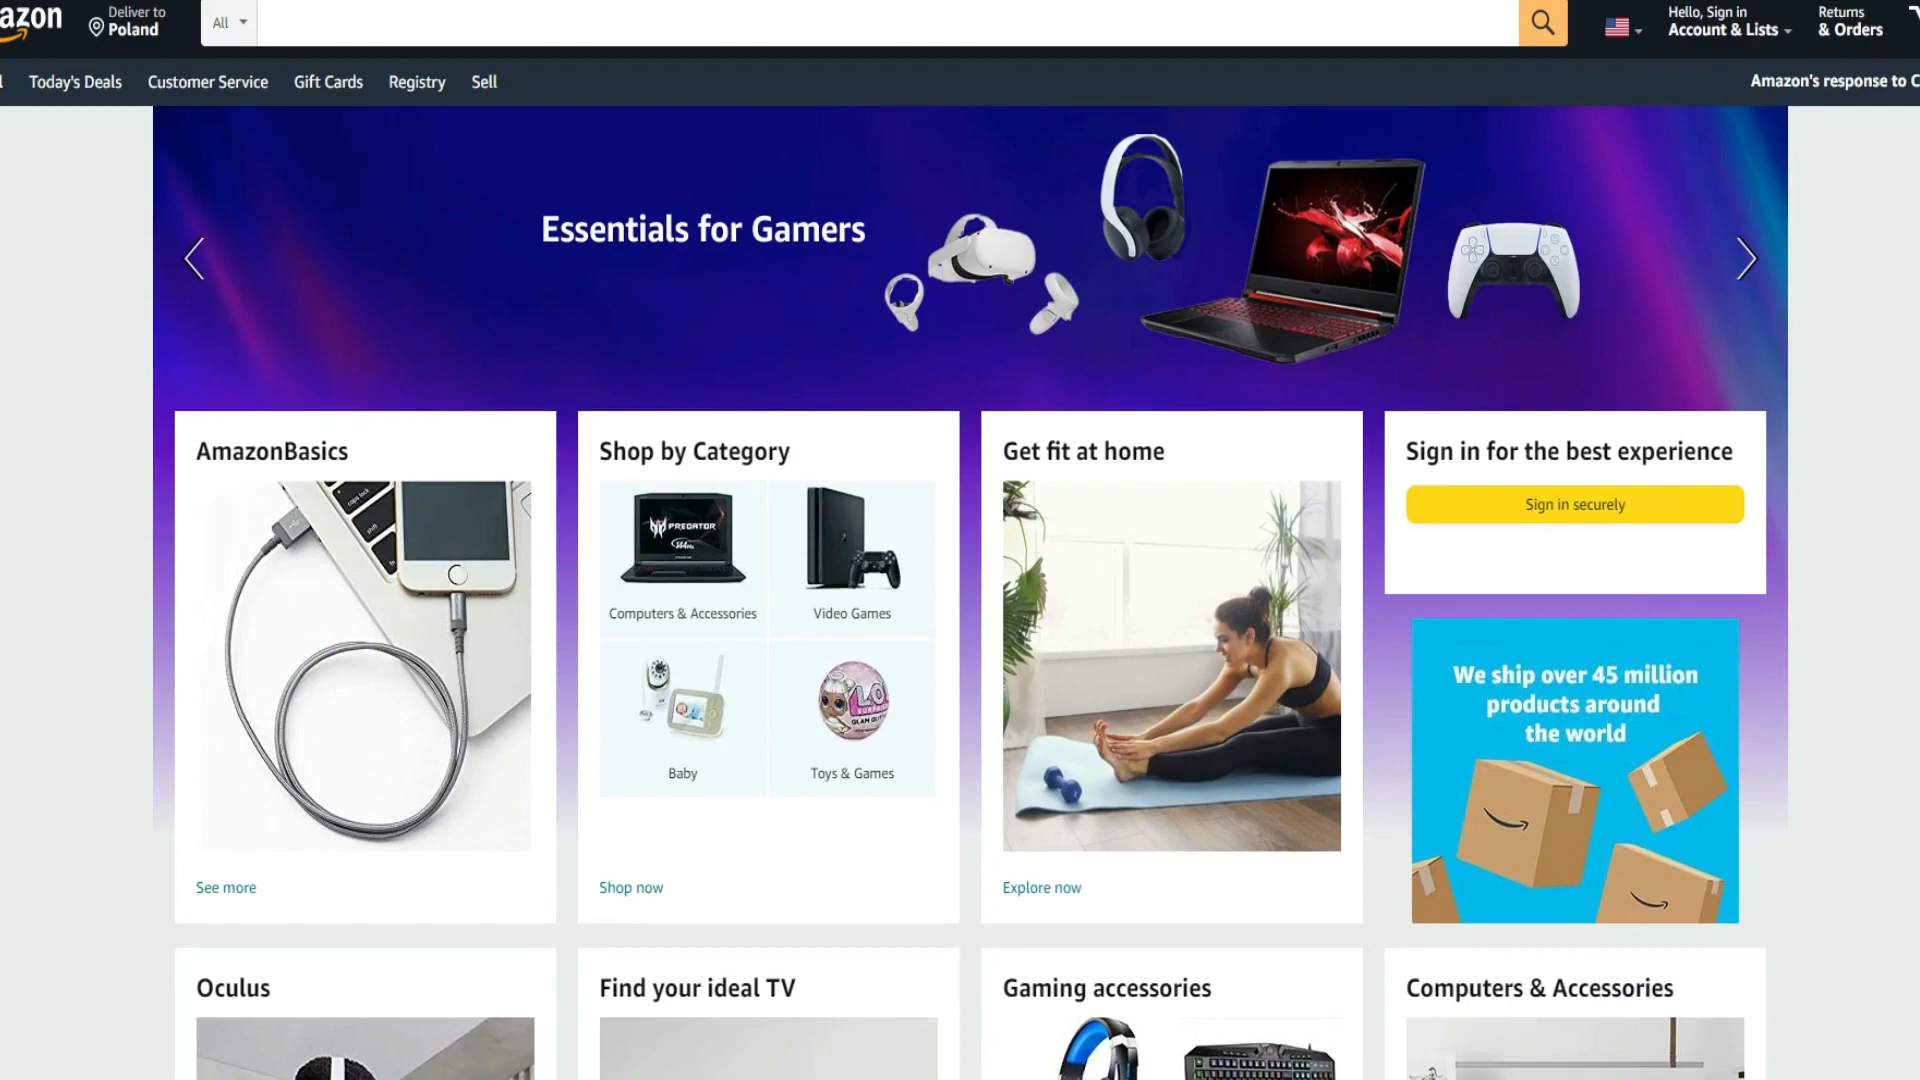 azon
Deliver to
Poland
All
Hello, Sign in
Account & Lists
Returns
& Orders
Today's Deals
Customer Service
Gift Cards
Registry
Sell
Amazon's response to C
Essentials for Gamers
AmazonBasics
See more
Shop by Category
PREDATOR
Computers & Accessories
Video Games
Baby
Toys & Games
Shop now
Get fit at home
Explore now
Sign in for the best experience
Sign in securely
We ship over 45 million
products around
the world
Oculus
Find your ideal TV
Gaming accessories
Computers & Accessories